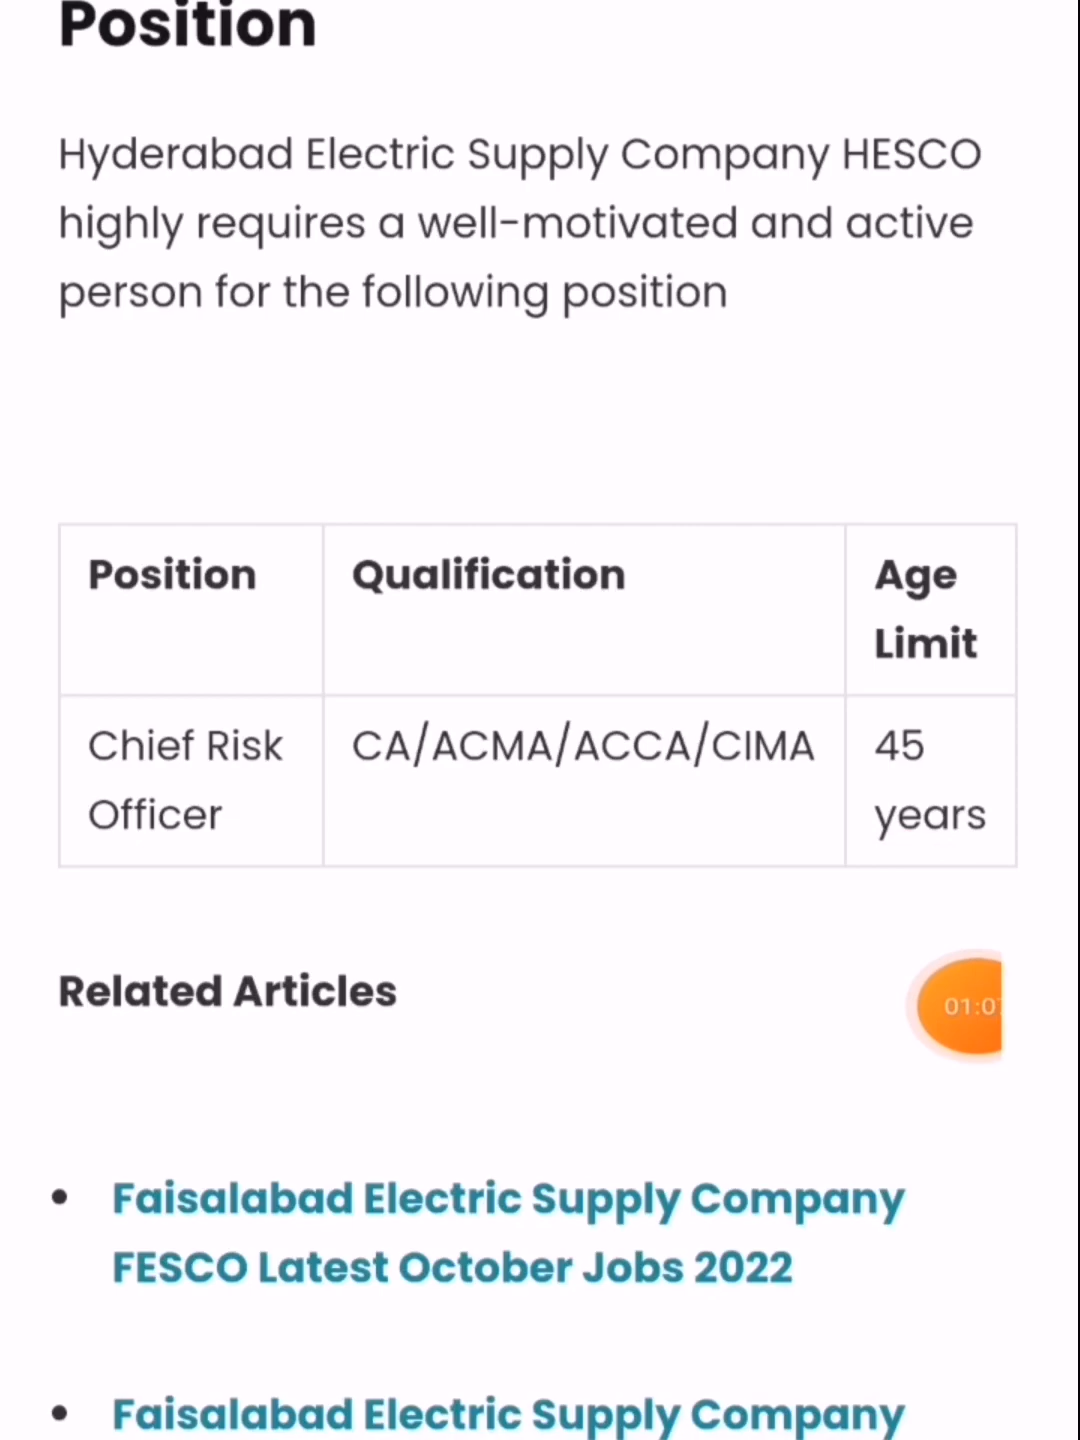 Position
Hyderabad Electric Supply Company HESCO
highly requires a well-motivated and active
person for the following position
Position Qualification Age
Limit
Chief Risk CA/ACMA/ACCA/CIMA 45
Officer years
Related Articles
01:0
• Faisalabad Electric Supply Company
FESCO Latest October Jobs 2022
• Faisalabad Electric Supply Company